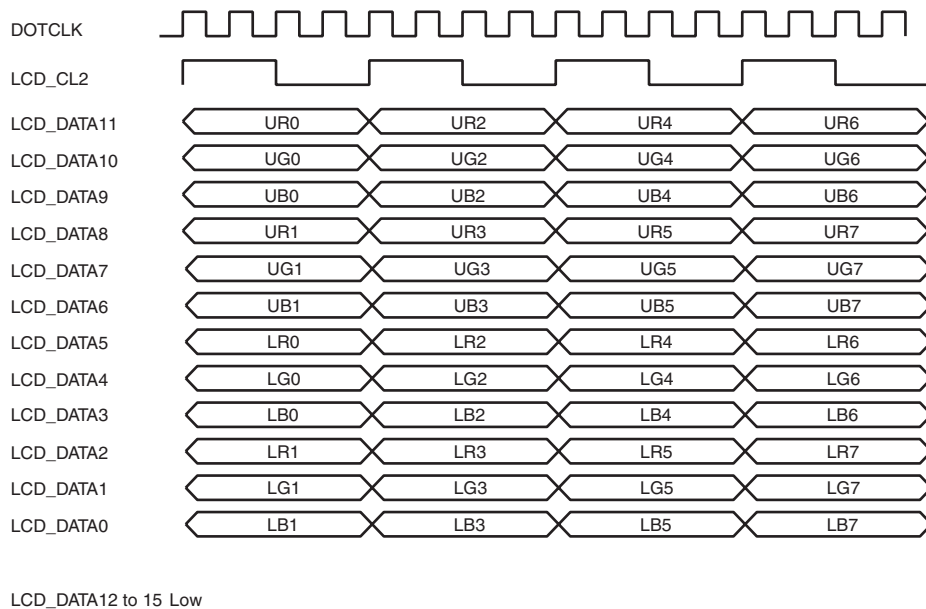 DOTCLK
LCD_CL2
LCD_DATA11 UR0 UR2 UR4 UR6
LCD_DATA10 UG0 UG2 UG4 UG6
LCD_DATA9 UB0 UB2 UB4 UB6
LCD_DATA8 UR1 UR3 UR5 UR7
LCD_DATA7 UG1 UG3 UG5 UG7
LCD_DATA6 UB1 UB3 UB5 UB7
LCD_DATA5 LR0 LR2 LR4 LR6
LCD_DATA4 LG0 LG2 LG4 LG6
LCD_DATA3 LB0 LB2 LB4 LB6
LCD_DATA2 LR1 LR3 LR5 LR7
LCD_DATA1 LG1 LG3 LG5 LG7
LCD_DATA0 LB1 LB3 LB5 LB7
LCD_DATA12 to 15 Low